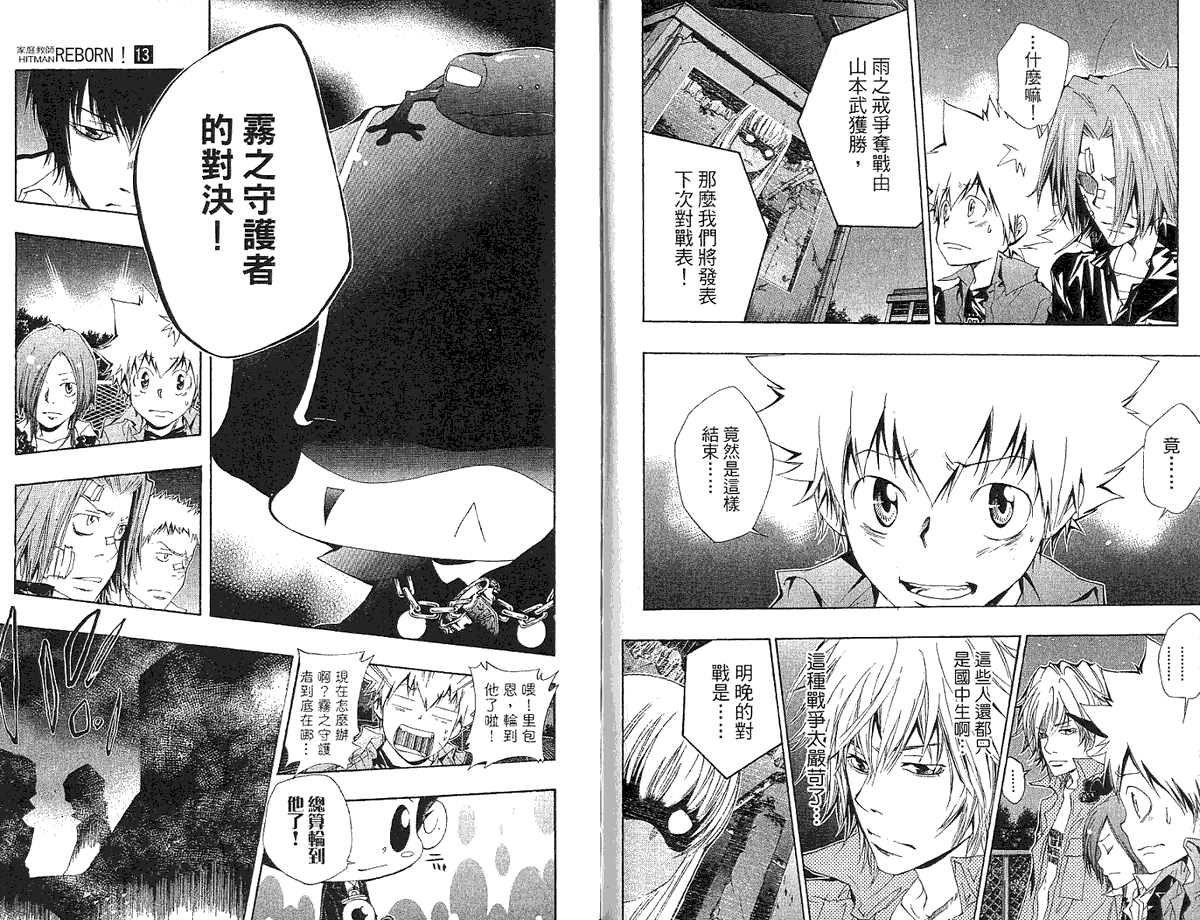 …什麼嘛！
雨之戒爭奪戰由
山本武獲勝，
那麼我們將發表
下次對戰表！
竟……
竟然是這樣
結束……
……
這些人還都只
是國中生啊…
這種戰爭太嚴苛了…
明晚的對
戰是……
家庭教師
HITMAN REBORN！13
霧之守護者
的對決！
喂！里包
恩，輪到
他了啦！
現在怎麼辦
啊？霧之守護
者到底在哪…
總算輪到
他了！